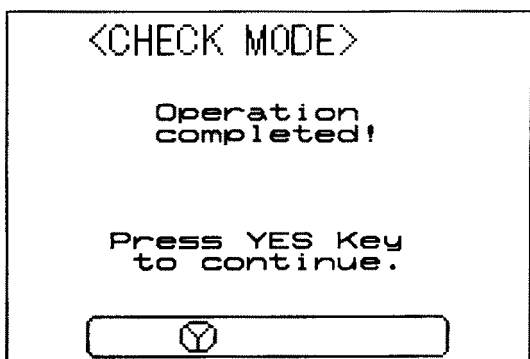 <CHECK MODE>
Operation
completed!
Press YES Key
to continue.
Y